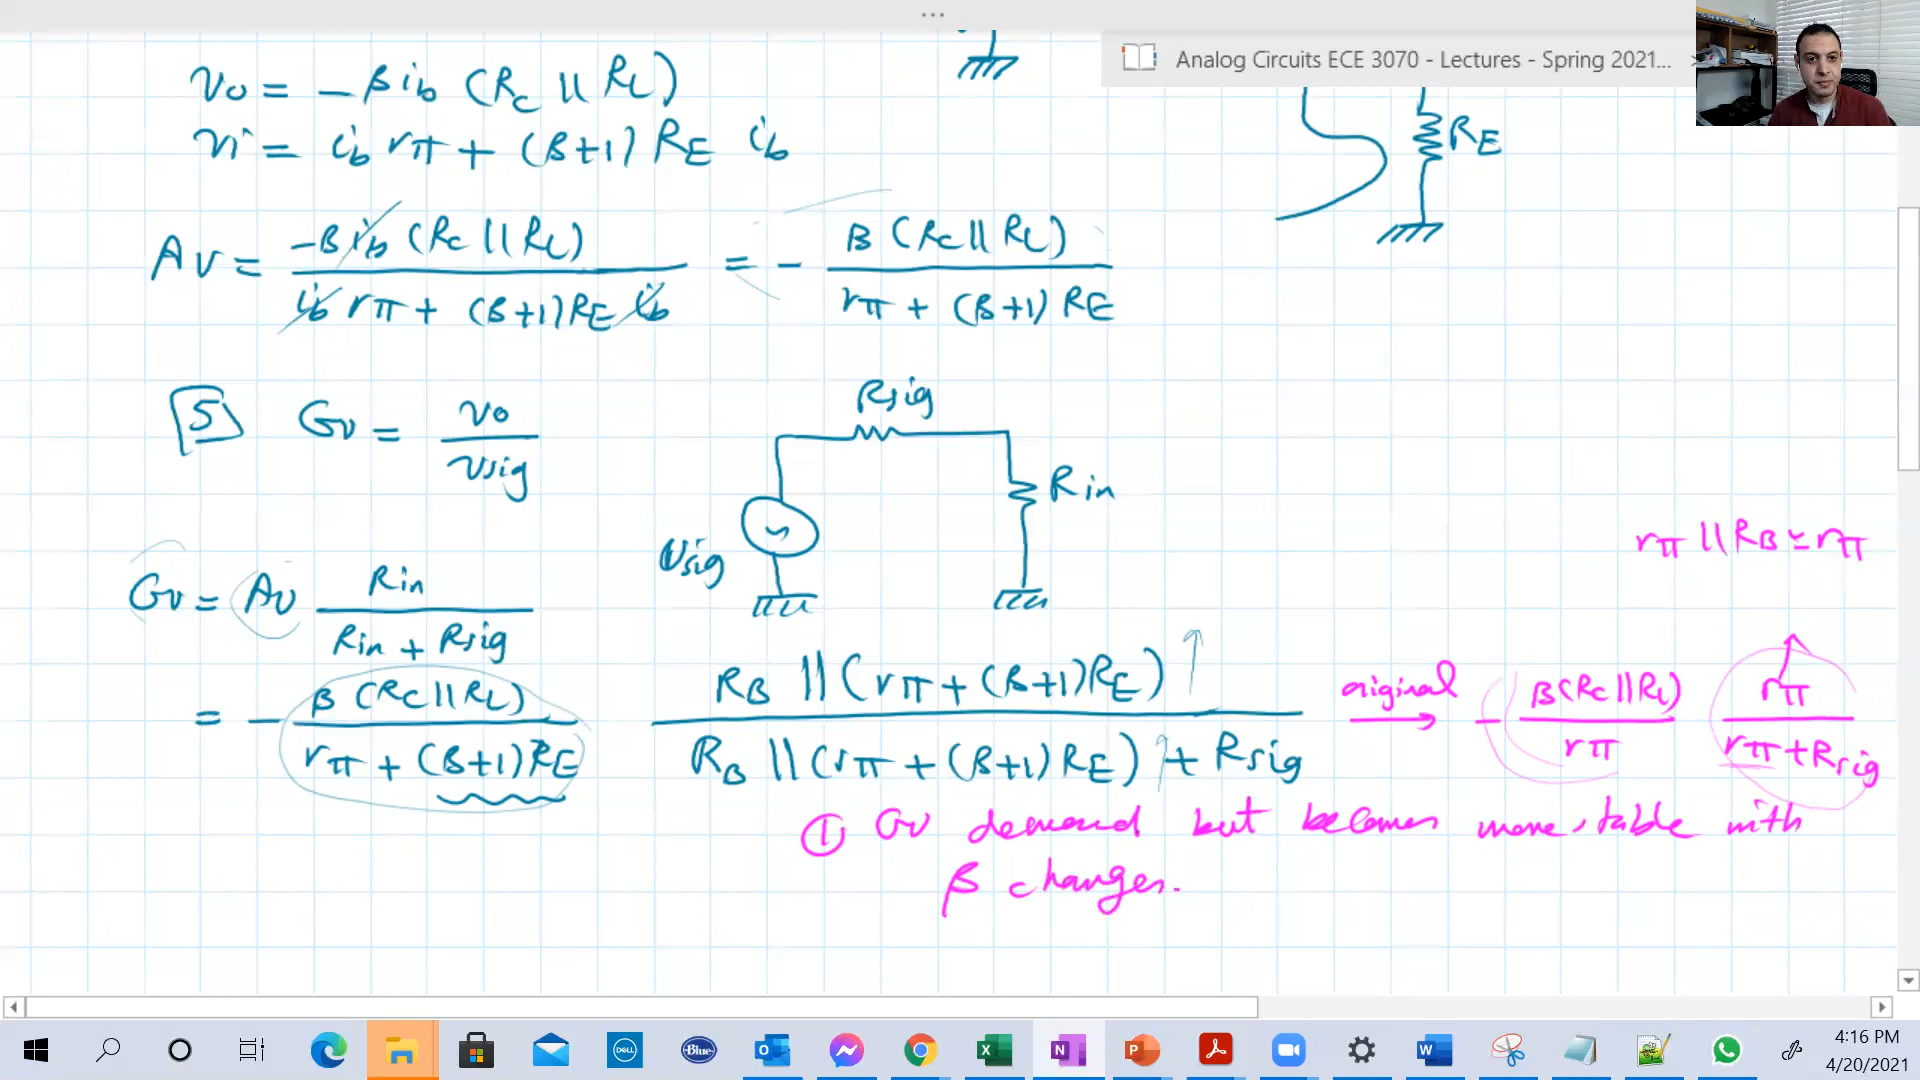 ...
Analog Circuits ECE 3070 - Lectures - Spring 2021...
vo = - β ib (Rc || RL)
vi = ib rπ + (β+1) RE ib
RE
Av = -β ib (Rc || RL) / ib rπ + (β+1) RE ib = - β (Rc || RL) / rπ + (β+1) RE
5 Gv = vo / vsig
Rsig
Rin
vsig
rπ || RB ≃ rπ
Gv = Av Rin / Rin + Rsig
= - β (Rc || RL) / rπ + (β+1) RE RB || (rπ + (β+1) RE) ↑ / RB || (rπ + (β+1) RE) ↑ + Rsig original → - β(Rc || RL) / rπ rπ / rπ + Rsig
① Gv but becomes more stable with
β changes.
DELL
Blue
4:16 PM
4/20/2021